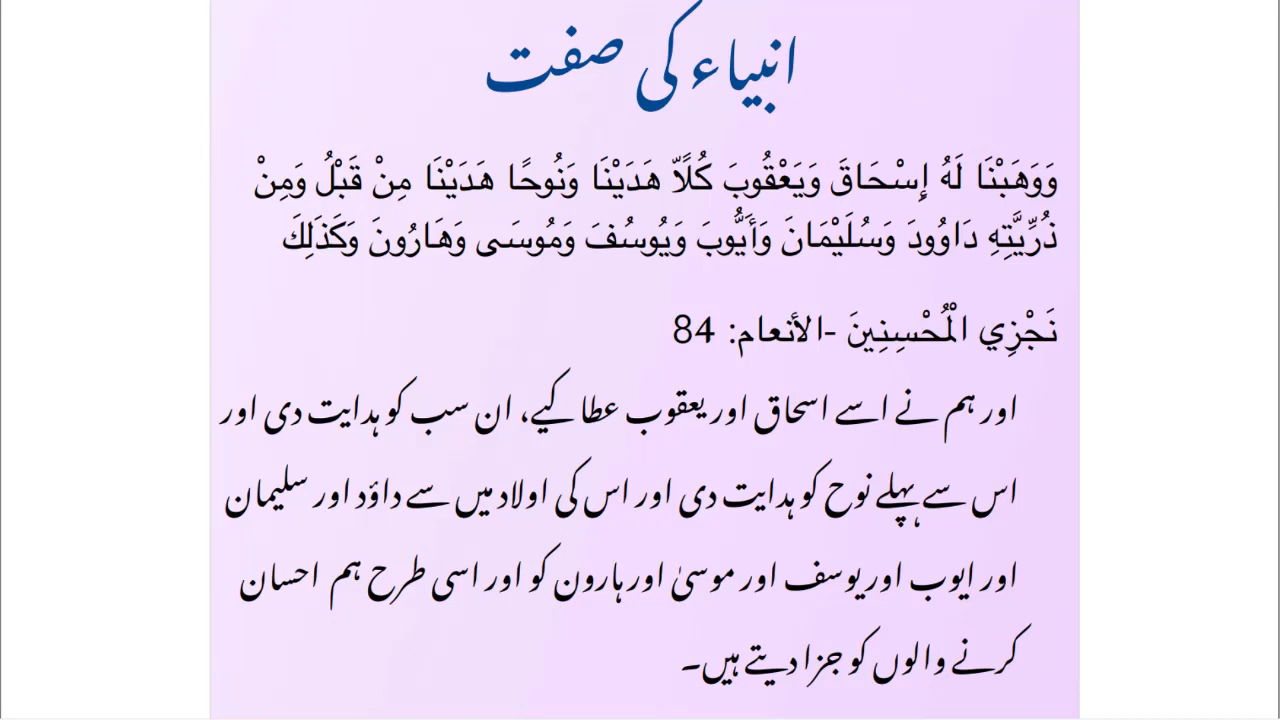 انبیاء کی صفت
وَوَهَبْنَا لَهُ إِسْحَاقَ وَيَعْقُوبَ كُلًاّ هَدَيْنَا وَنُوحًا هَدَيْنَا مِنْ قَبْلُ وَمِنْ
ذُرِّيَّتِهِ دَاوُودَ وَسُلَيْمَانَ وَأَيُّوبَ وَيُوسُفَ وَمُوسَى وَهَارُونَ وَكَذَلِكَ
نَجْزِي الْمُحْسِنِينَ -الأنعام: 84
اور ہم نے اسے اسحاق اور یعقوب عطا کیے، ان سب کو ہدایت دی اور
اس سے پہلے نوح کو ہدایت دی اور اس کی اولاد میں سے داؤد اور سلیمان
اور ایوب اور یوسف اور موسیٰ اور ہارون کو اور اسی طرح ہم احسان
کرنے والوں کو جزا دیتے ہیں۔